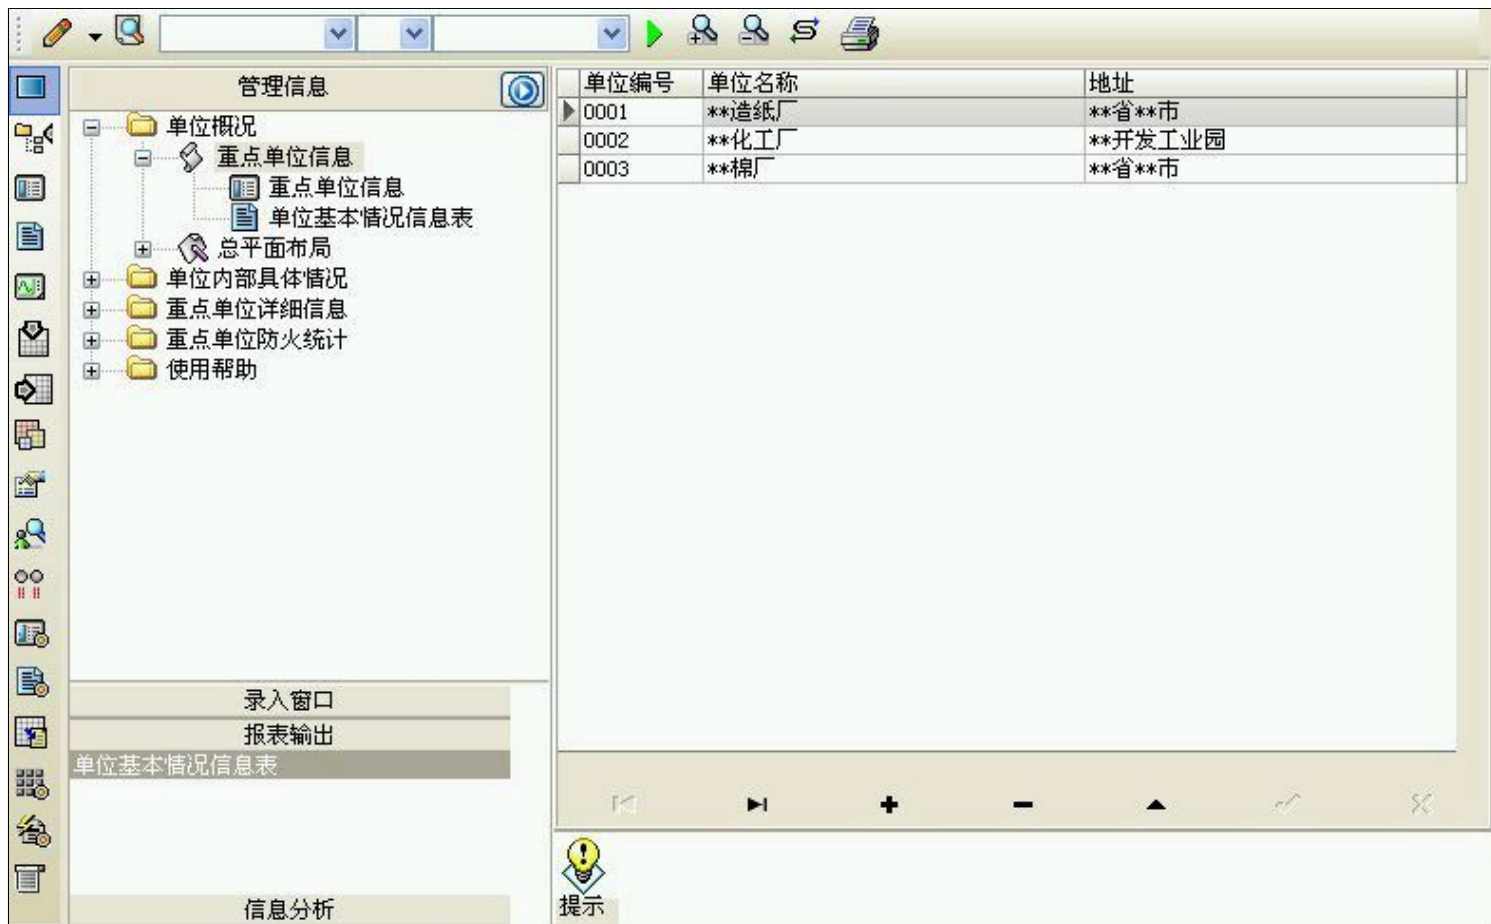 管理信息
单位概况
重点单位信息
重点单位信息
单位基本情况信息表
总平面布局
单位内部具体情况
重点单位详细信息
重点单位防火统计
使用帮助
录入窗口
报表输出
单位基本情况信息表
信息分析
单位编号 单位名称 地址
0001 **造纸厂 **省**市
0002 **化工厂 **开发工业园
0003 **棉厂 **省**市
提示